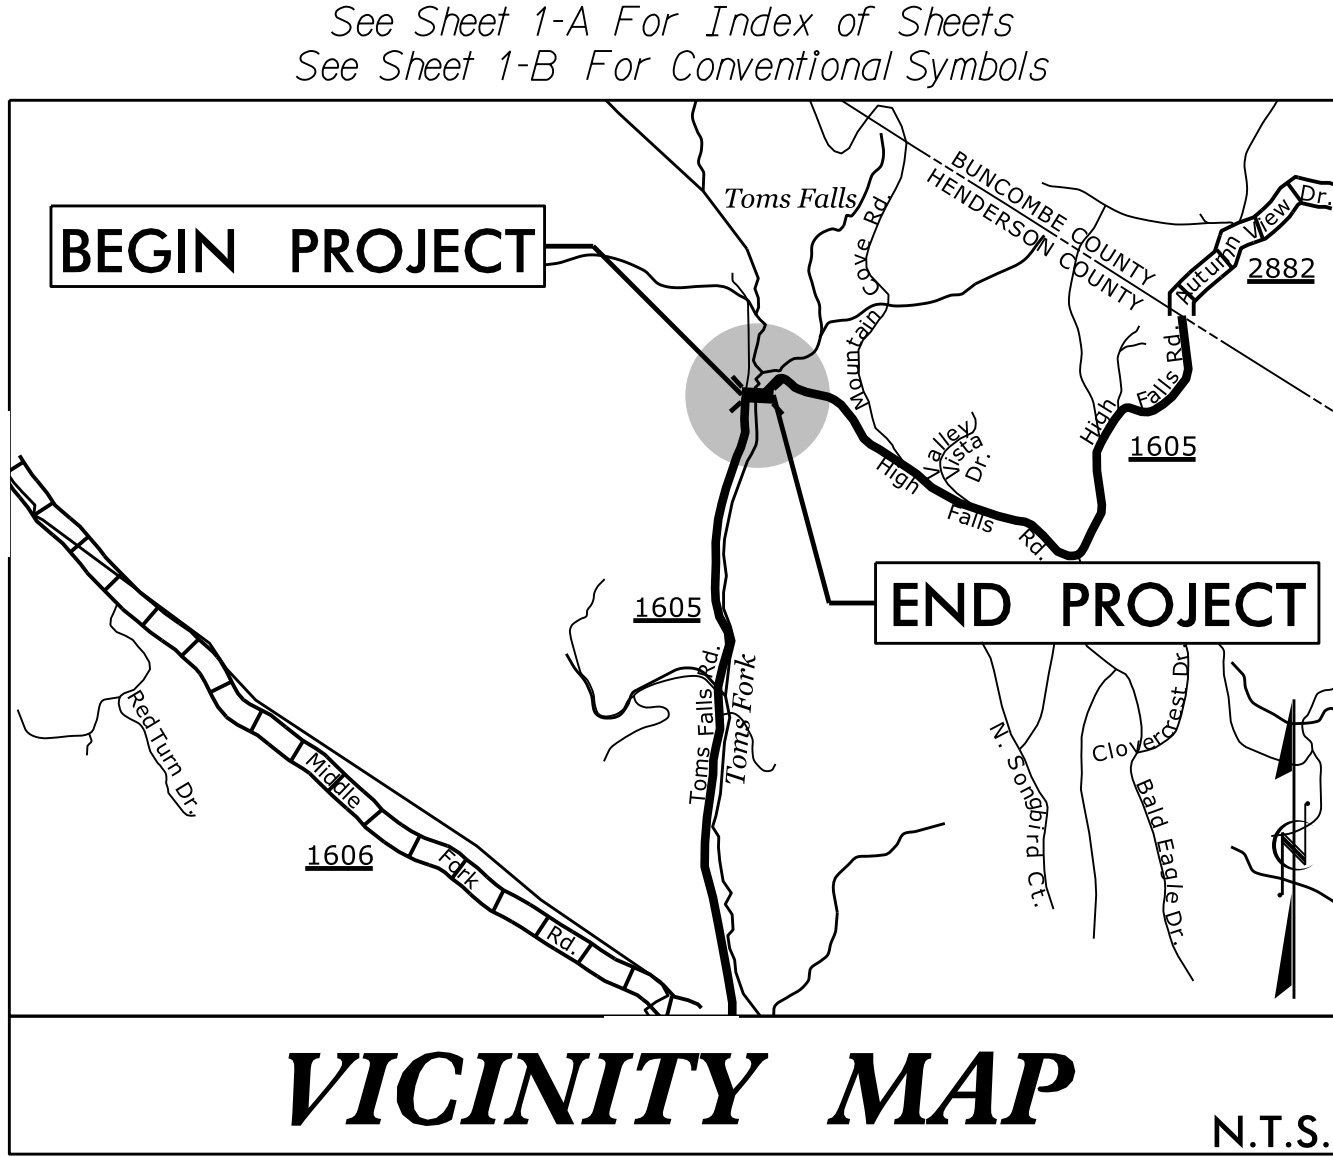 See Sheet 1-A For Index of Sheets
See Sheet 1-B For Conventional Symbols
BUNCOMBE COUNTY
HENDERSON COUNTY
Toms Falls
Mountain Cove Rd.
Autumn View Dr.
2882
BEGIN PROJECT
High Falls Rd.
1605
Valley
Vista
Dr.
High Falls Rd.
END PROJECT
1605
Toms Falls Rd.
Toms Fork
Red Turn Dr.
Middle Fork Rd.
1606
N. Songbird Ct.
Clovercrest Dr.
Bald Eagle Dr.
N
VICINITY MAP
N.T.S.